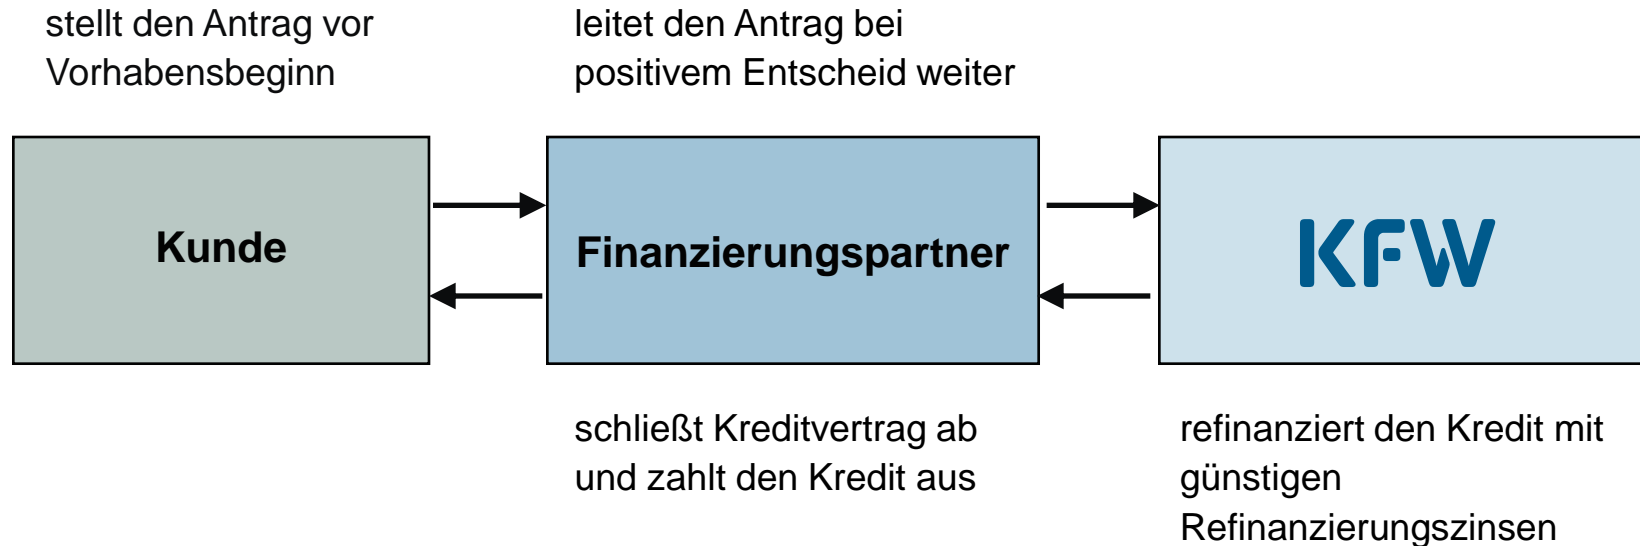 stellt den Antrag vor
Vorhabensbeginn
leitet den Antrag bei
positivem Entscheid weiter
Kunde
Finanzierungspartner
KFW
schließt Kreditvertrag ab
und zahlt den Kredit aus
refinanziert den Kredit mit
günstigen
Refinanzierungszinsen